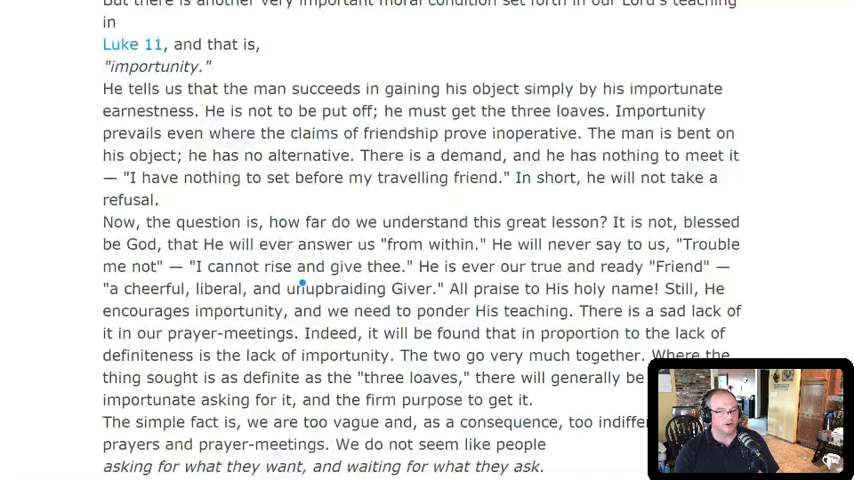 But there is another very important moral condition set forth in our Lord's teaching
in
Luke 11, and that is,
"importunity."
He tells us that the man succeeds in gaining his object simply by his importunate
earnestness. He is not to be put off; he must get the three loaves. Importunity
prevails even where the claims of friendship prove inoperative. The man is bent on
his object; he has no alternative. There is a demand, and he has nothing to meet it
— "I have nothing to set before my travelling friend." In short, he will not take a
refusal.
Now, the question is, how far do we understand this great lesson? It is not, blessed
be God, that He will ever answer us "from within." He will never say to us, "Trouble
me not" — "I cannot rise and give thee." He is ever our true and ready "Friend" —
"a cheerful, liberal, and unupbraiding Giver." All praise to His holy name! Still, He
encourages importunity, and we need to ponder His teaching. There is a sad lack of
it in our prayer-meetings. Indeed, it will be found that in proportion to the lack of
definiteness is the lack of importunity. The two go very much together. Where the
thing sought is as definite as the "three loaves," there will generally be
importunate asking for it, and the firm purpose to get it.
The simple fact is, we are too vague and, as a consequence, too
prayers and prayer-meetings. We do not seem like people
asking for what they want, and waiting for what they ask.